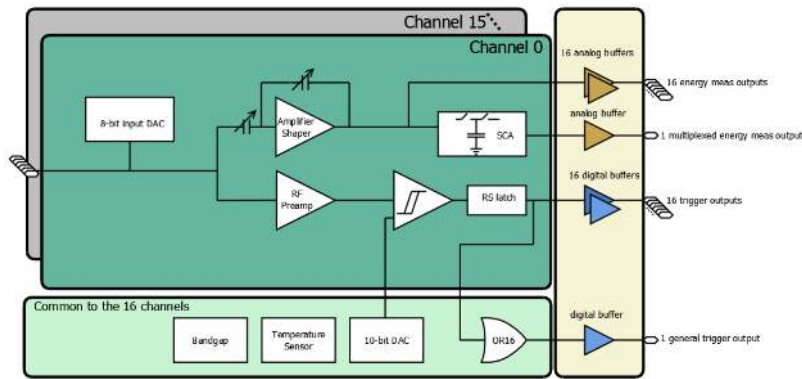 Channel 15
Channel 0
16 analog buffers
16 energy meas outputs
8-bit input DAC
Amplifier
Shaper
SCA
analog buffer
1 multiplexed energy meas output
16 digital buffers
RF
Preamp
RS latch
16 trigger outputs
Common to the 16 channels
Bandgap
Temperature
Sensor
10-bit DAC
OR16
digital buffer
1 general trigger output